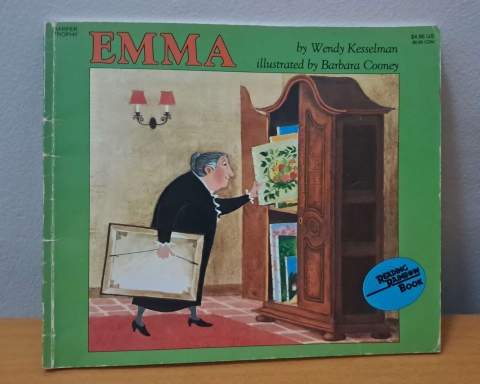 HARPER
TROPHY
$4.95 US
EMMA
by Wendy Kesselman
illustrated by Barbara Cooney
READING
RAINBOW
BOOK